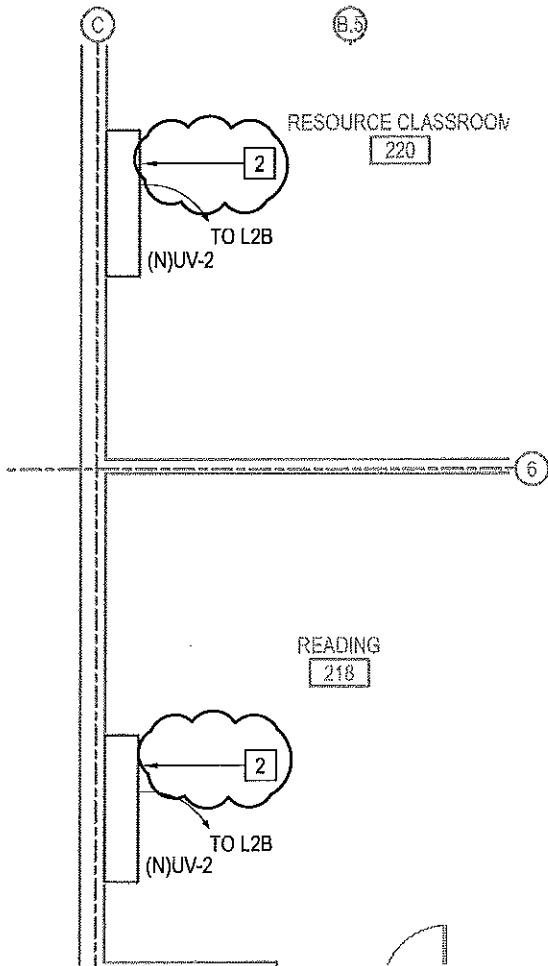 C
B.5
RESOURCE CLASSROOM
220
2
TO L2B
(N)UV-2
6
READING
218
2
TO L2B
(N)UV-2